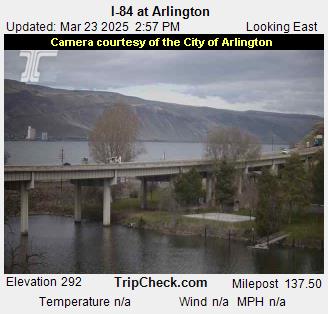 I-84 at Arlington
Updated: Mar 23 2025 2:57 PM Looking East
Camera courtesy of the City of Arlington
Elevation 292 TripCheck.com Milepost 137.50
Temperature n/a Wind n/a MPH n/a